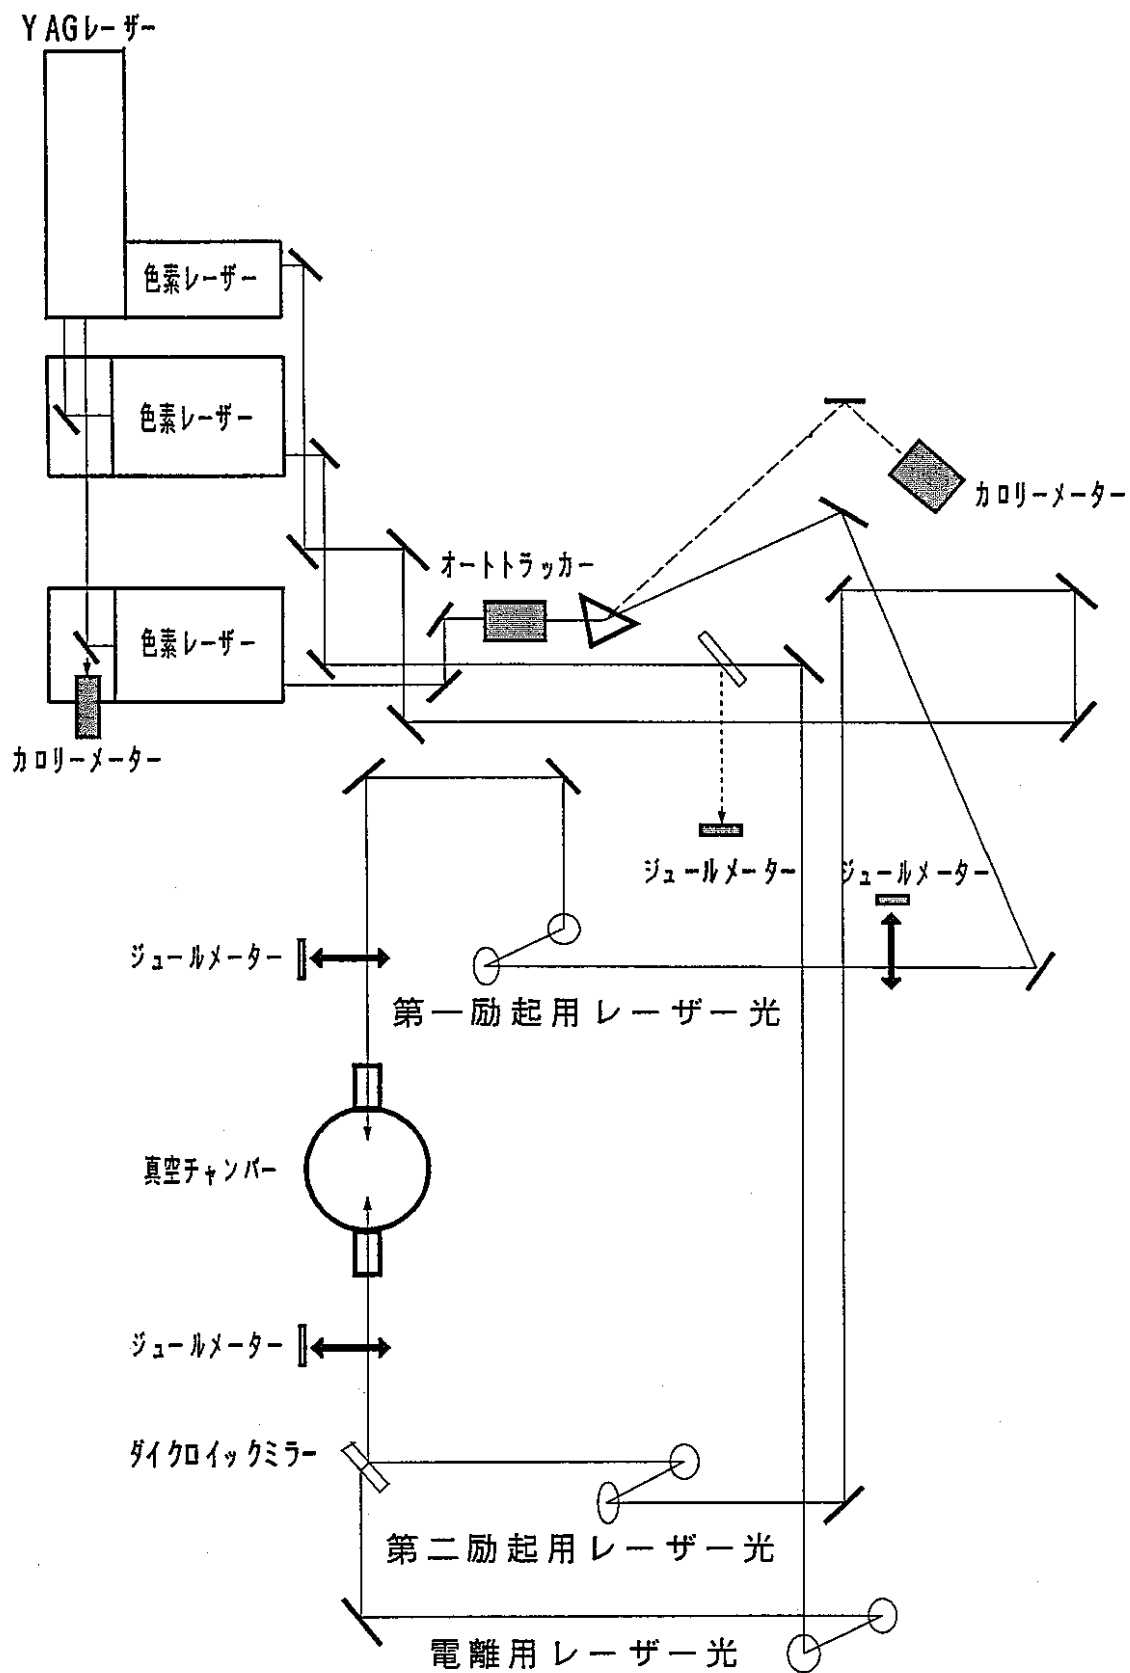 YAGレーザー
色素レーザー
色素レーザー
カロリーメーター
オートトラッカー
色素レーザー
カロリーメーター
ジュールメーター
ジュールメーター
ジュールメーター
第一励起用レーザー光
真空チャンバー
ジュールメーター
ダイクロイックミラー
第二励起用レーザー光
電離用レーザー光